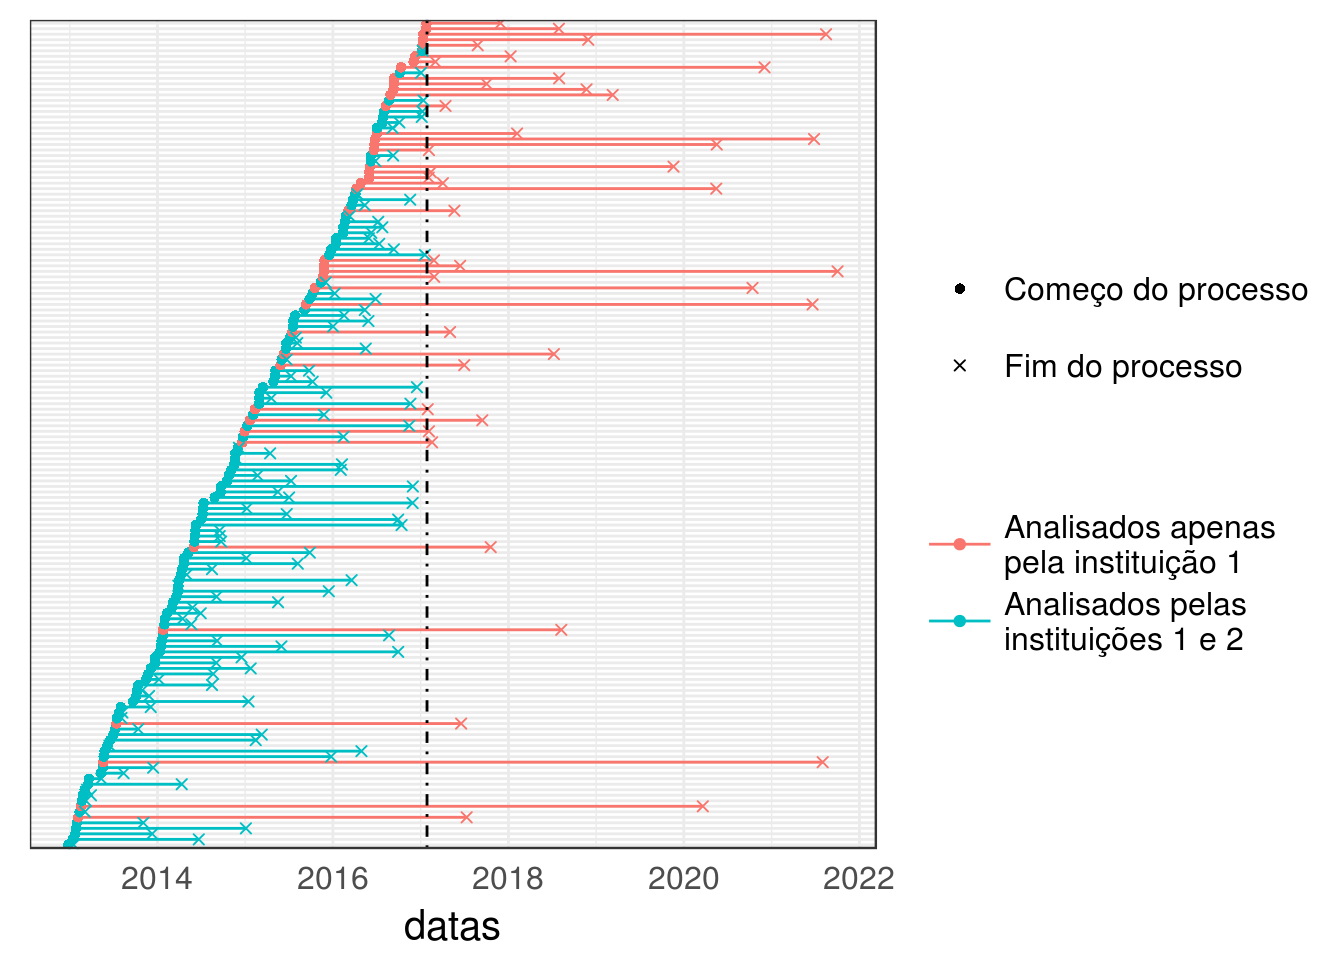 Começo do processo
Fim do processo
Analisados apenas
pela instituição 1
Analisados pelas
instituições 1 e 2
2014 2016 2018 2020 2022
datas